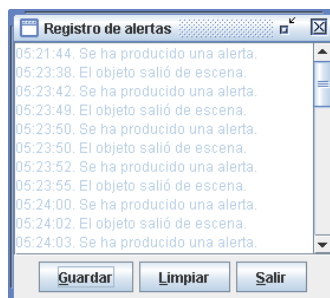 Registro de alertas
05:21:44. Se ha producido una alerta.
05:23:38. El objeto salió de escena.
05:23:42. Se ha producido una alerta.
05:23:49. El objeto salió de escena.
05:23:50. Se ha producido una alerta.
05:23:50. El objeto salió de escena.
05:23:52. Se ha producido una alerta.
05:23:55. El objeto salió de escena.
05:24:00. Se ha producido una alerta.
05:24:02. El objeto salió de escena.
05:24:03. Se ha producido una alerta.
Guardar Limpiar Salir